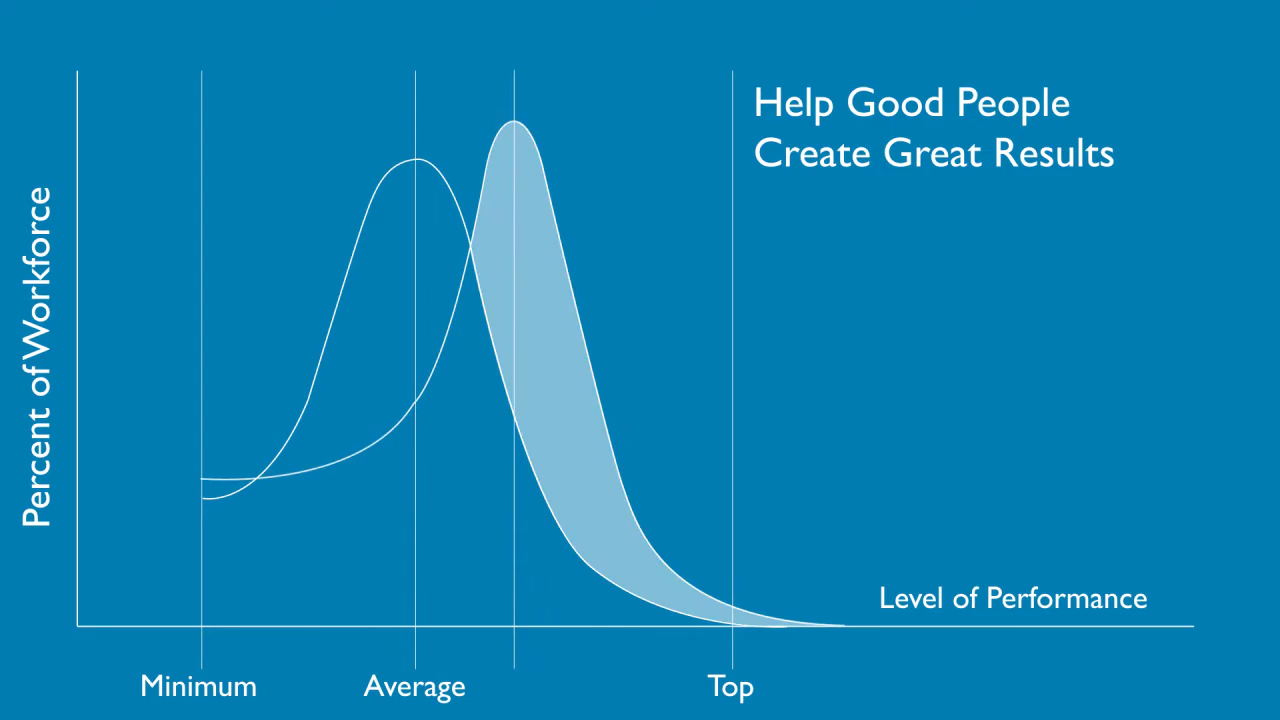 Help Good People
Create Great Results
Percent of Workforce
Level of Performance
Minimum
Average
Top